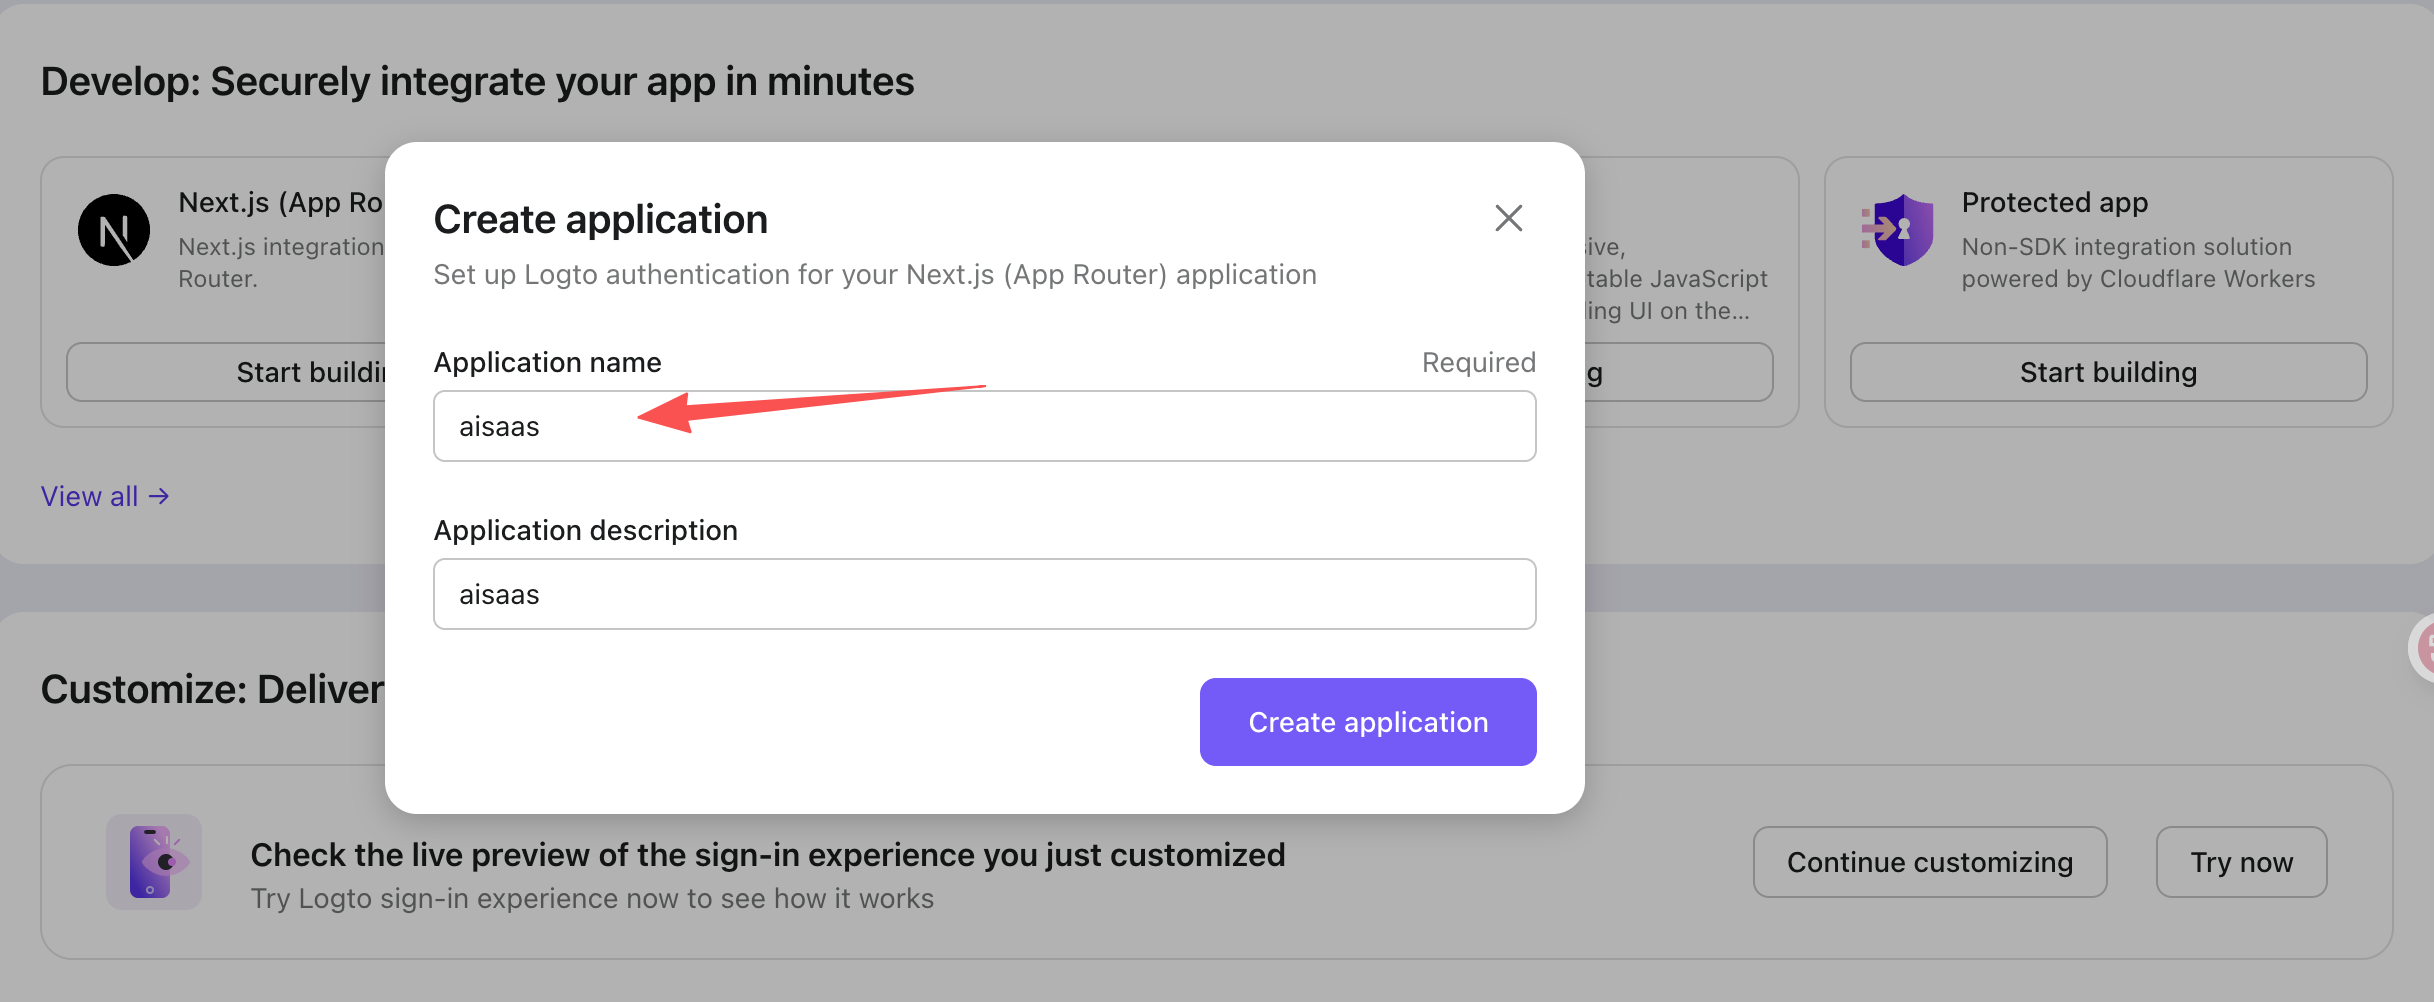 Develop: Securely integrate your app in minutes
Next.js (App Ro
Next.js integration
Router.
Start buildin
Create application
Set up Logto authentication for your Next.js (App Router) application
Application name
Required
aisaas
Application description
aisaas
Create application
ive,
table JavaScript
ing UI on the...
g
Protected app
Non-SDK integration solution
powered by Cloudflare Workers
Start building
View all →
Customize: Deliver
Check the live preview of the sign-in experience you just customized
Try Logto sign-in experience now to see how it works
Continue customizing
Try now